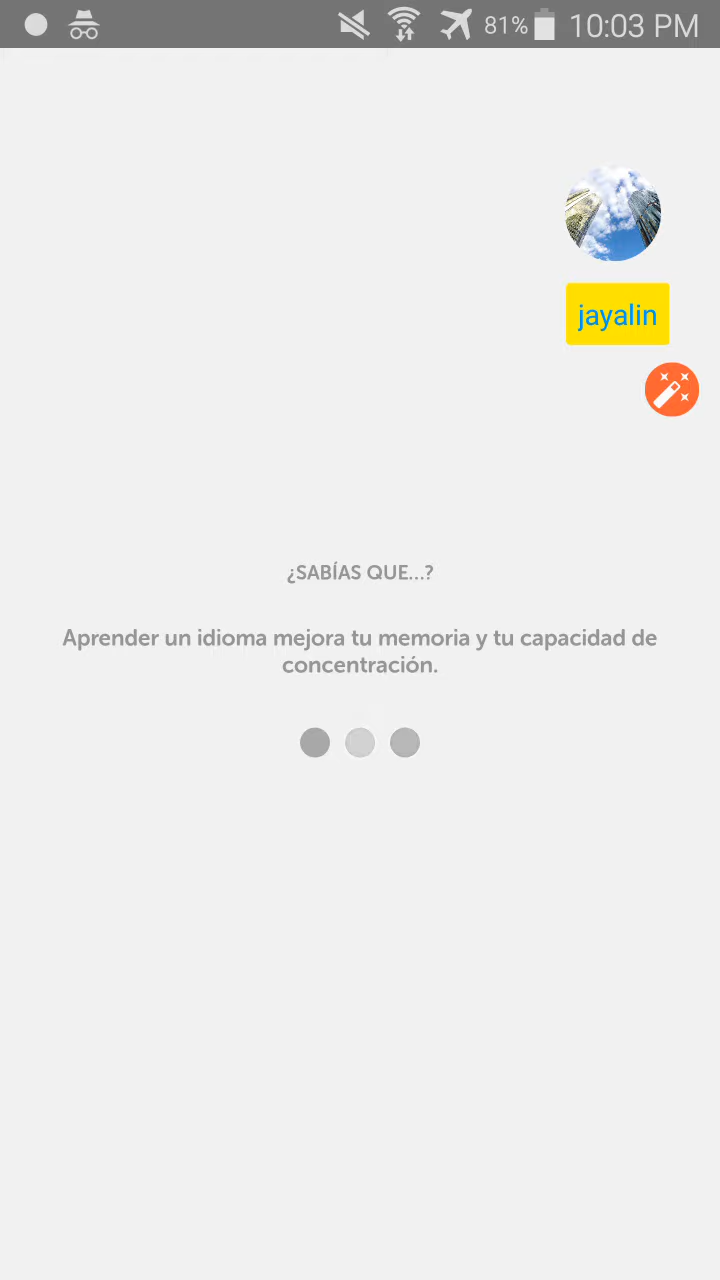 81% 10:03 PM
jayalin
¿SABÍAS QUE...?
Aprender un idioma mejora tu memoria y tu capacidad de
concentración.